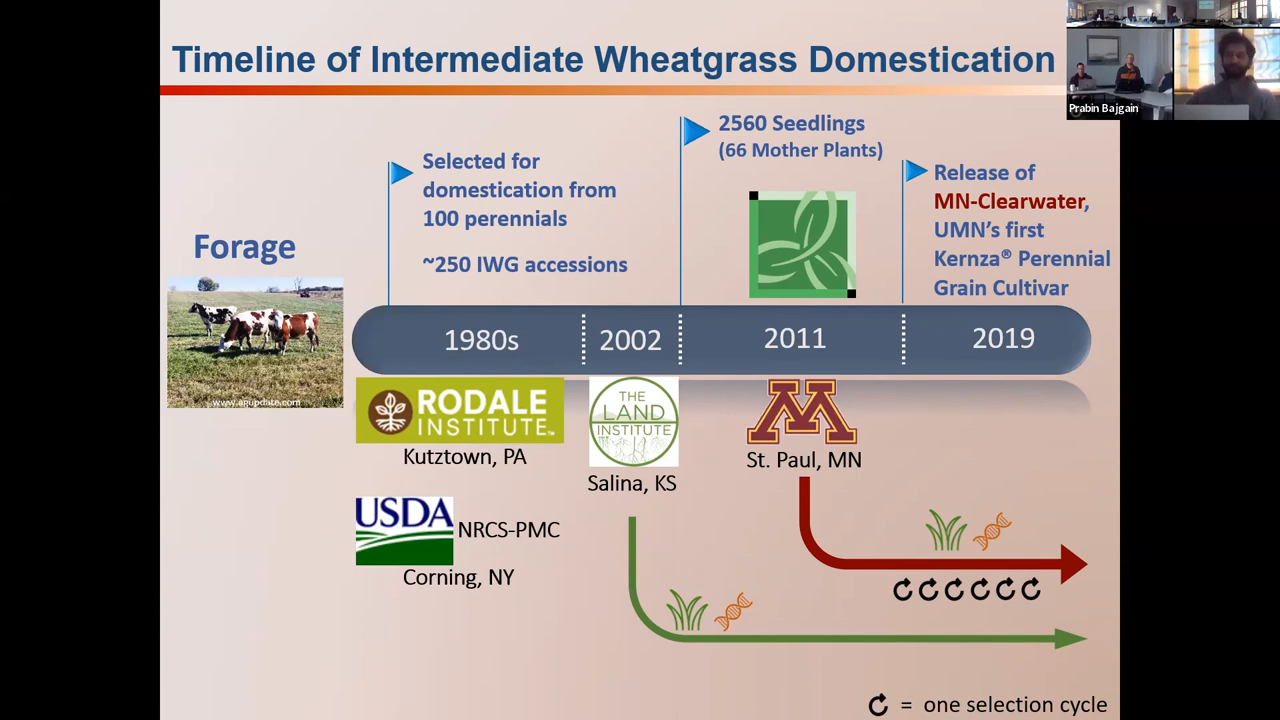 Timeline of Intermediate Wheatgrass Domestication
Prabin Bajgain
Forage
www.agupdate.com
Selected for
domestication from
100 perennials
~250 IWG accessions
2560 Seedlings
(66 Mother Plants)
Release of
MN-Clearwater,
UMN’s first
Kernza® Perennial
Grain Cultivar
1980s
2002
2011
2019
RODALE
INSTITUTE™
Kutztown, PA
USDA
NRCS-PMC
Corning, NY
THE
LAND
INSTITUTE
Salina, KS
M
St. Paul, MN
= one selection cycle